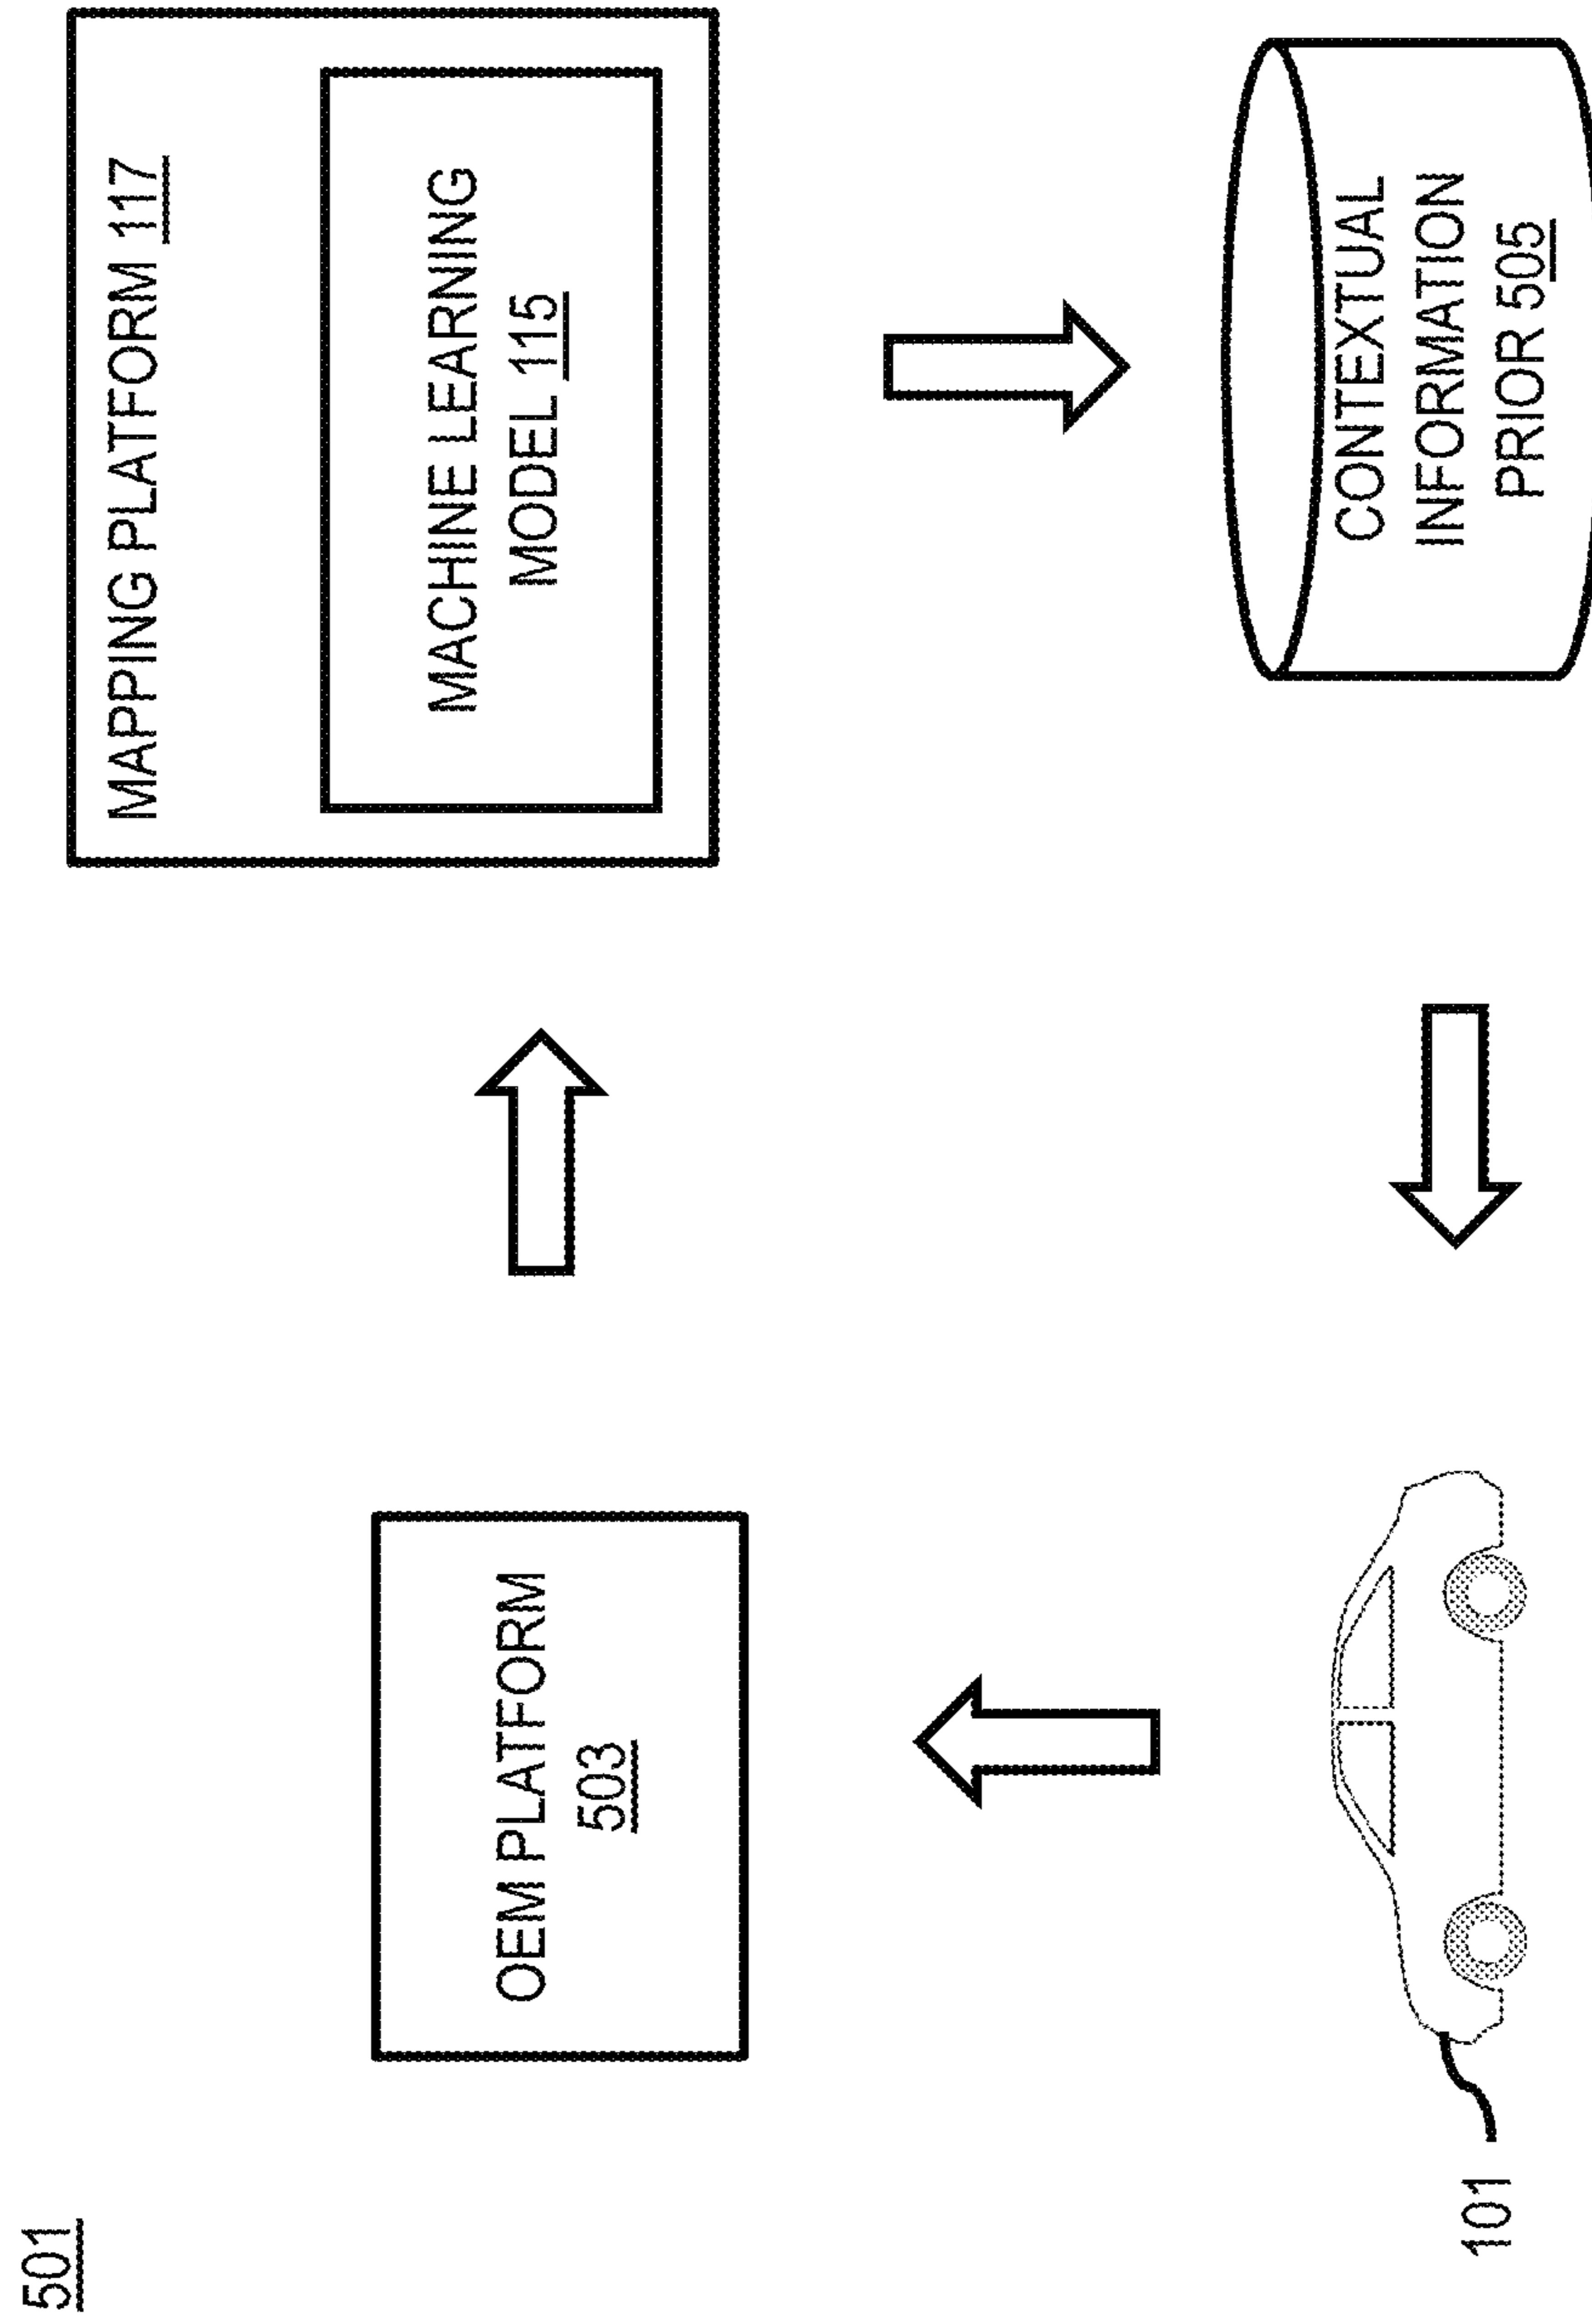 501
OEM PLATFORM
503
MAPPING PLATFORM 117
MACHINE LEARNING
MODEL 115
101
CONTEXTUAL
INFORMATION
PRIOR 505